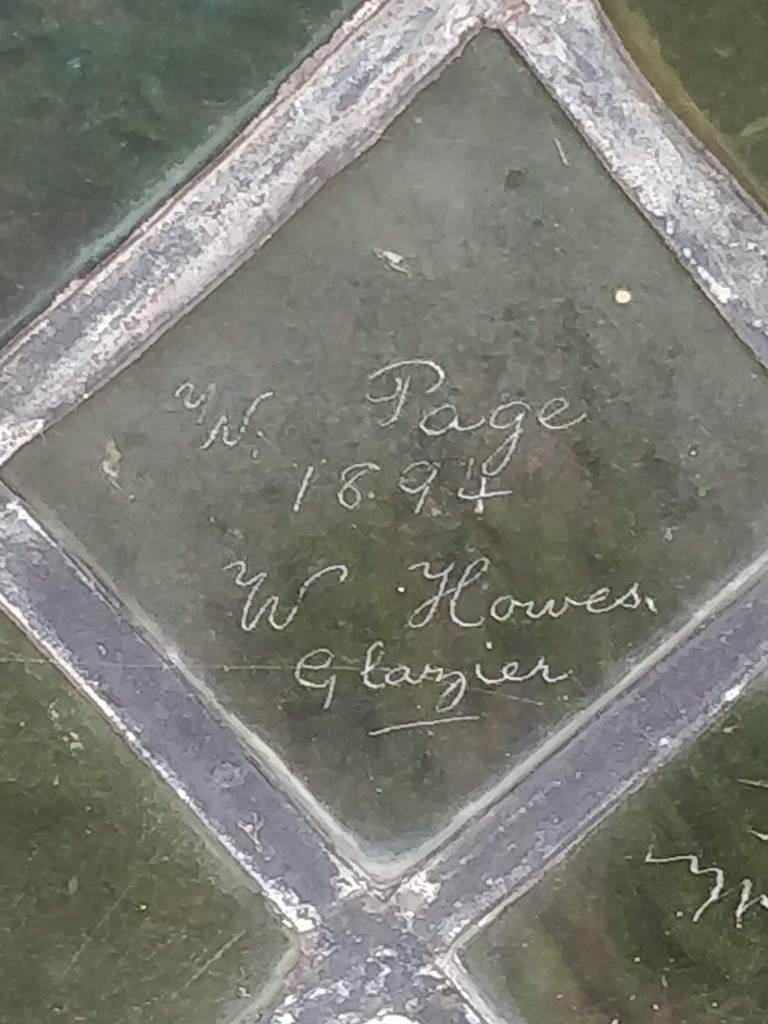 W. Page
1894
W Howes.
Glazier